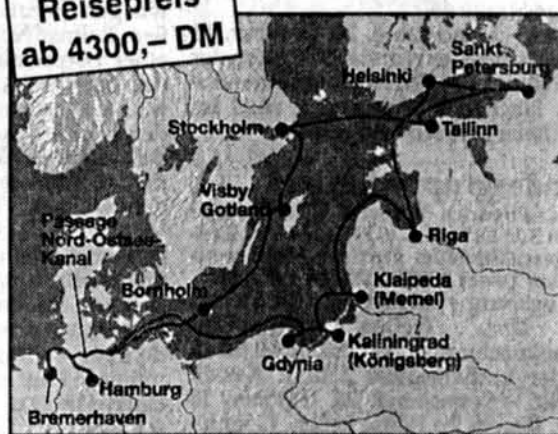 Reisepreis
ab 4300,– DM
Sankt
Petersburg
Helsinki
Stockholm
Tallinn
Visby/
Gotland
Passage
Nord-Ostsee-
Kanal
Riga
Klaipeda
(Memel)
Bornholm
Kaliningrad
(Königsberg)
Gdynia
Hamburg
Bremerhaven